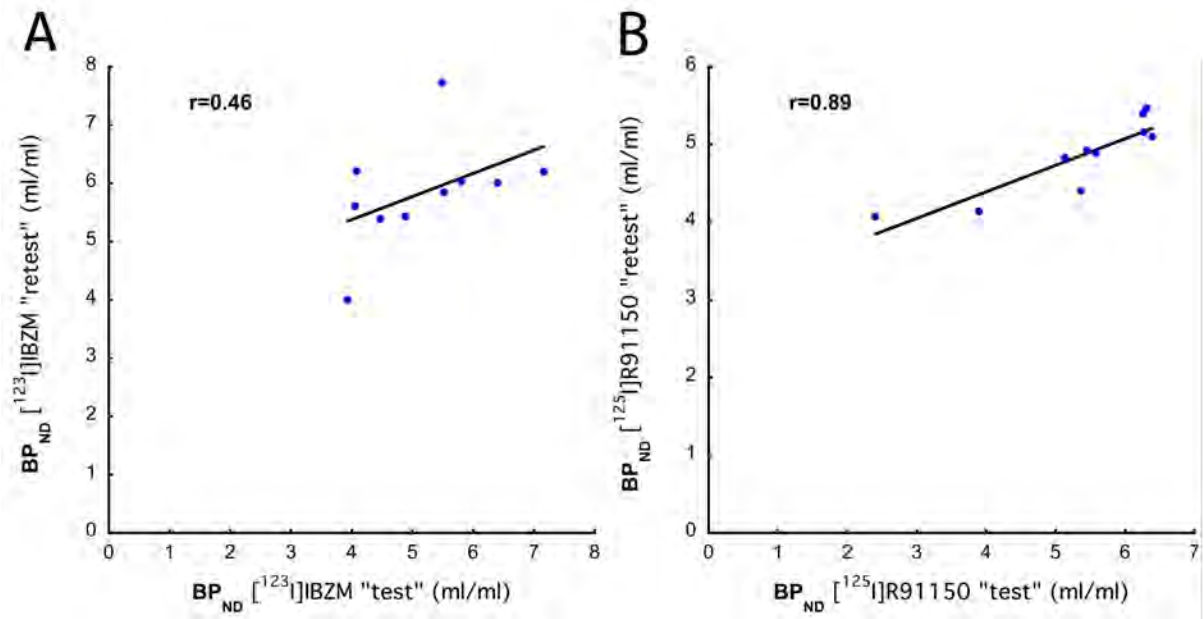 A
r=0.46
8
7
6
5
4
3
2
1
0
0 1 2 3 4 5 6 7 8
BP_ND [¹²³I]IBZM "retest" (ml/ml)
BP_ND [¹²³I]IBZM "test" (ml/ml)
B
r=0.89
6
5
4
3
2
1
0
0 1 2 3 4 5 6 7
BP_ND [¹²⁵I]R91150 "retest" (ml/ml)
BP_ND [¹²⁵I]R91150 "test" (ml/ml)